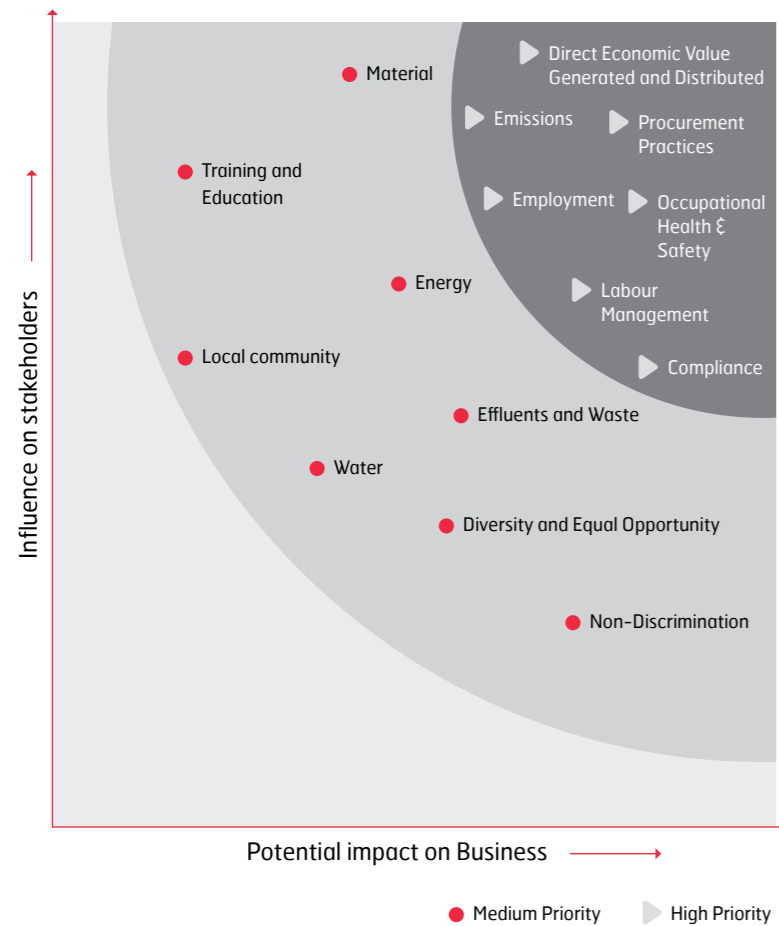 Direct Economic Value
Generated and Distributed
Material
Emissions
Procurement
Practices
Training and
Education
Employment
Occupational
Health &
Safety
Energy
Labour
Management
Local community
Compliance
Effluents and Waste
Water
Diversity and Equal Opportunity
Non-Discrimination
Influence on stakeholders
Potential impact on Business
Medium Priority
High Priority